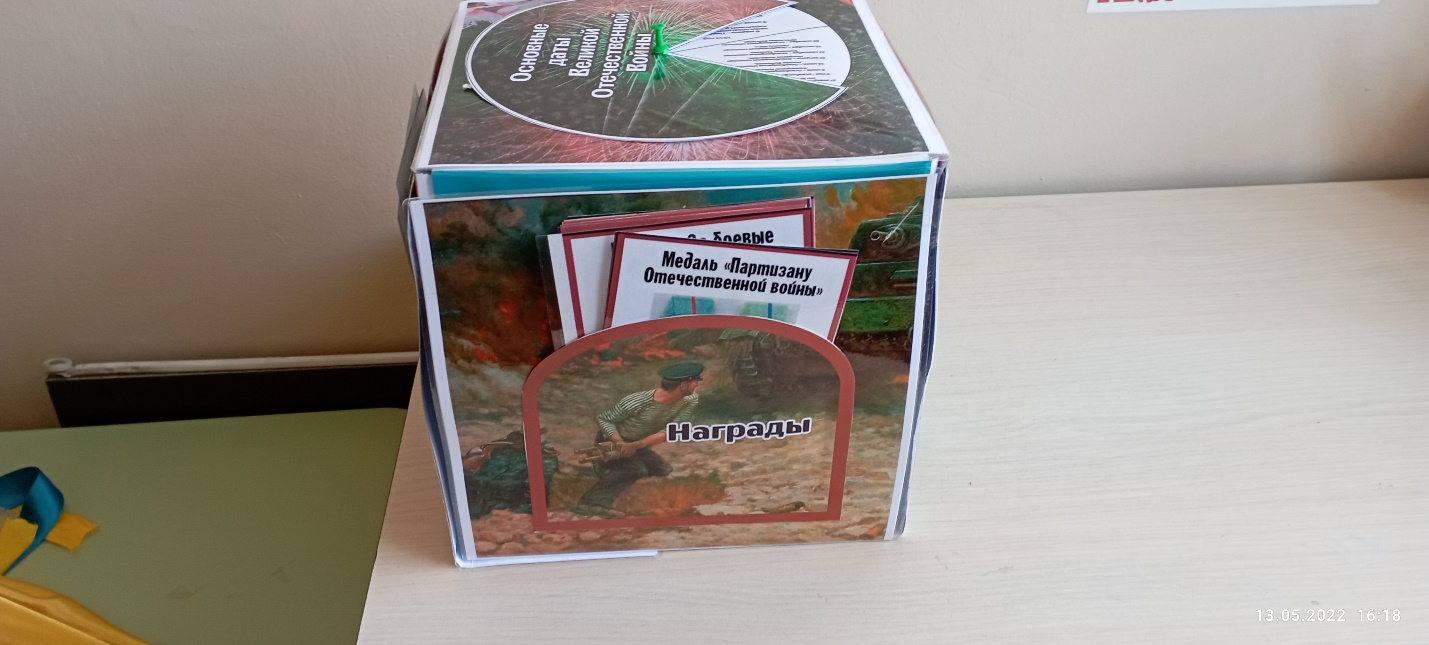 Основные
даты
Великой
Отечественной
Войны
боевые
Медаль «Партизану
Отечественной войны»
Награды
13.05.2022 16:18